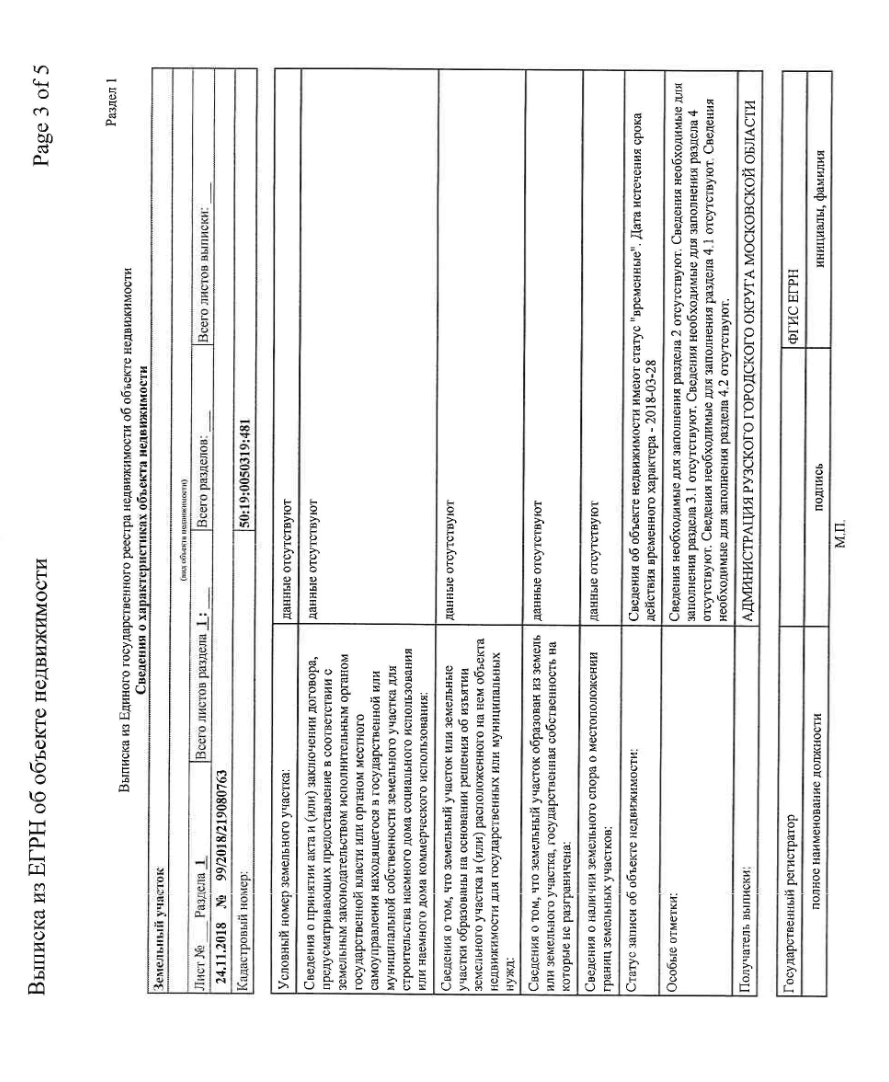 Выписка из ЕГРН об объекте недвижимости Page 3 of 5
Раздел 1
Выписка из Единого государственного реестра недвижимости об объекте недвижимости
Сведения о характеристиках объекта недвижимости
Земельный участок
(вид объекта недвижимости)
Лист № ___ Раздела 1 Всего листов раздела 1: ___ Всего разделов: ___ Всего листов выписки: ___
24.11.2018 № 99/2018/219080763
Кадастровый номер: 50:19:0050319:481
Условный номер земельного участка: данные отсутствуют
Сведения о принятии акта и (или) заключении договора, данные отсутствуют
предусматривающих предоставление в соответствии с
земельным законодательством исполнительным органом
государственной власти или органом местного
самоуправления находящегося в государственной или
муниципальной собственности земельного участка для
строительства наемного дома социального использования
или наемного дома коммерческого использования:
Сведения о том, что земельный участок или земельные данные отсутствуют
участки образованы на основании решения об изъятии
земельного участка и (или) расположенного на нем объекта
недвижимости для государственных или муниципальных
нужд:
Сведения о том, что земельный участок образован из земель данные отсутствуют
или земельного участка, государственная собственность на
которые не разграничена:
Сведения о наличии земельного спора о местоположении данные отсутствуют
границ земельных участков:
Статус записи об объекте недвижимости: Сведения об объекте недвижимости имеют статус "временные". Дата истечения срока
действия временного характера - 2018-03-28
Особые отметки: Сведения необходимые для заполнения раздела 2 отсутствуют. Сведения необходимые для
заполнения раздела 3.1 отсутствуют. Сведения необходимые для заполнения раздела 4
отсутствуют. Сведения необходимые для заполнения раздела 4.1 отсутствуют. Сведения
необходимые для заполнения раздела 4.2 отсутствуют.
Получатель выписки: АДМИНИСТРАЦИЯ РУЗСКОГО ГОРОДСКОГО ОКРУГА МОСКОВСКОЙ ОБЛАСТИ
Государственный регистратор ФГИС ЕГРН
полное наименование должности подпись инициалы, фамилия
М.П.